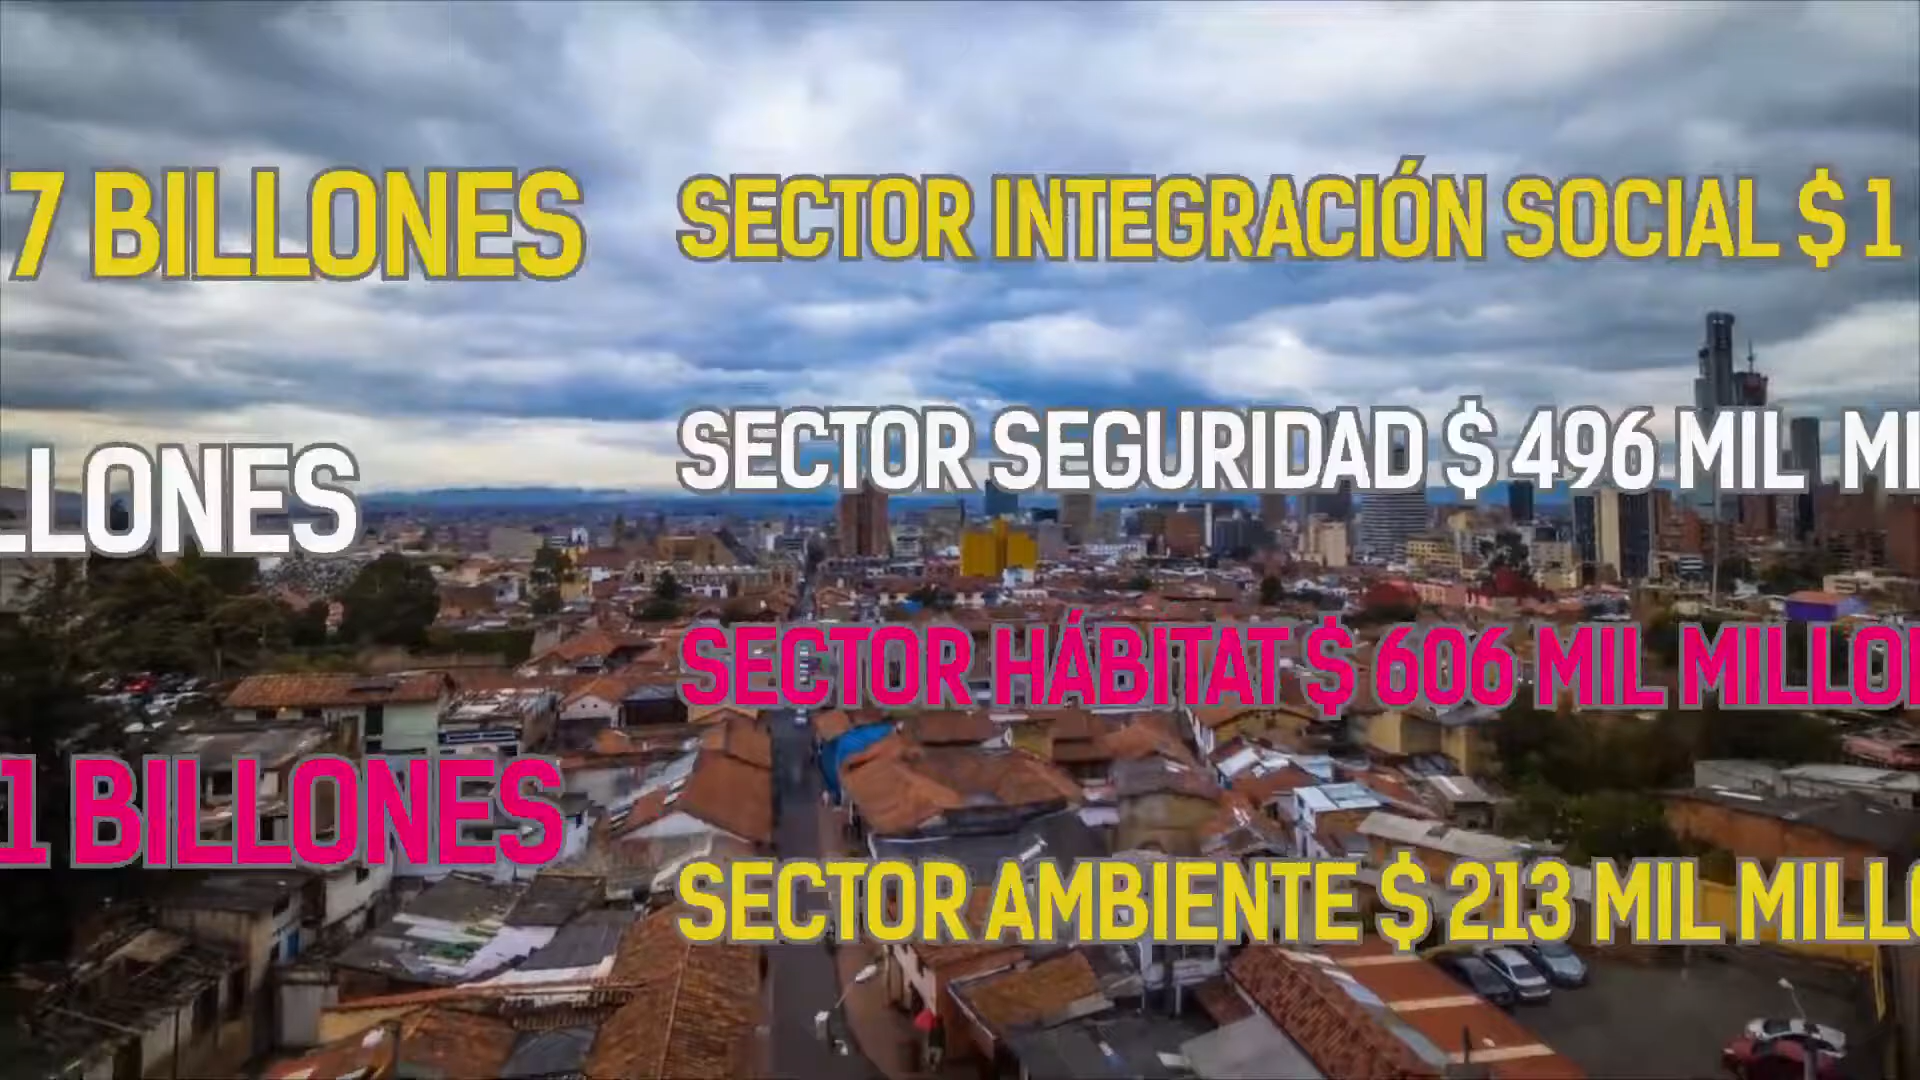 7 BILLONES
SECTOR INTEGRACIÓN SOCIAL $ 1
SECTOR SEGURIDAD $ 496 MIL
LLONES
SECTOR HÁBITAT $ 606 MIL
1 BILLONES
SECTOR AMBIENTE $ 213 MIL